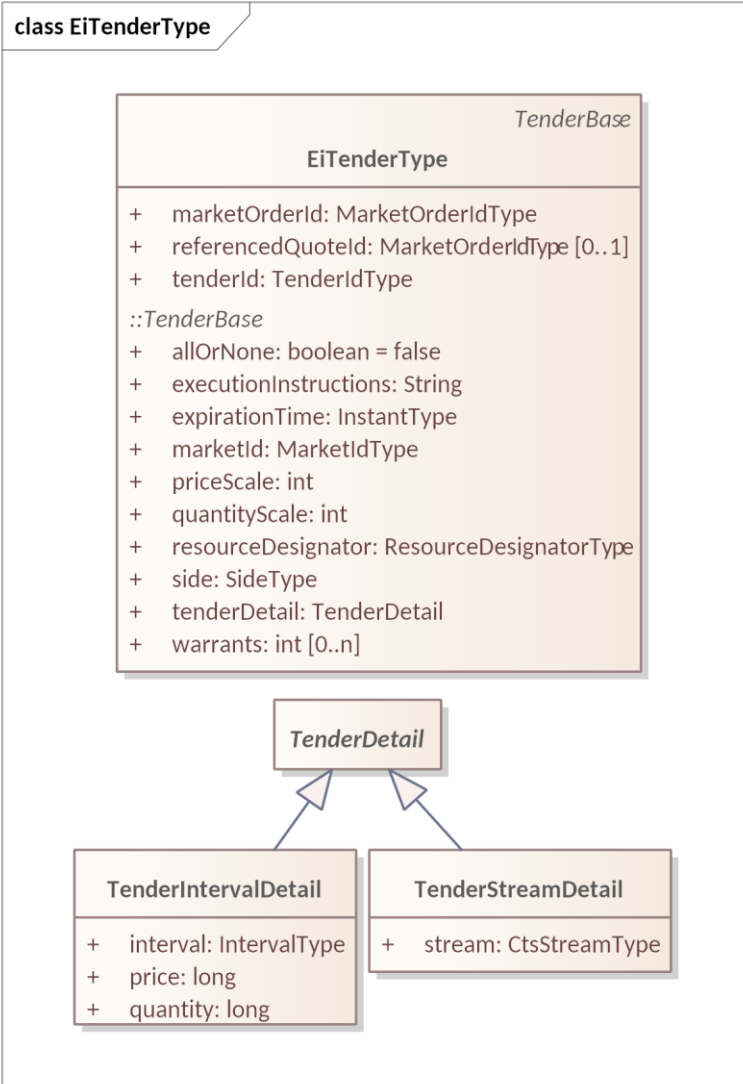 class EiTenderType
TenderBase
EiTenderType
+ marketOrderId: MarketOrderIdType
+ referencedQuoteId: MarketOrderIdType [0..1]
+ tenderId: TenderIdType
::TenderBase
+ allOrNone: boolean = false
+ executionInstructions: String
+ expirationTime: InstantType
+ marketId: MarketIdType
+ priceScale: int
+ quantityScale: int
+ resourceDesignator: ResourceDesignatorType
+ side: SideType
+ tenderDetail: TenderDetail
+ warrants: int [0..n]
TenderDetail
TenderIntervalDetail
+ interval: IntervalType
+ price: long
+ quantity: long
TenderStreamDetail
+ stream: CtsStreamType